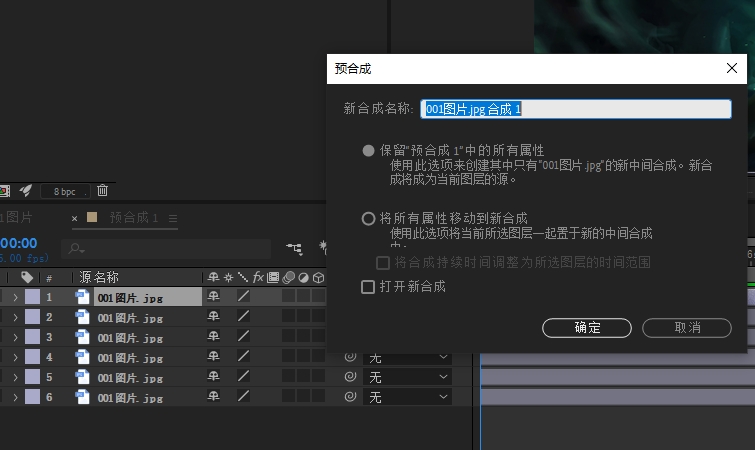 预合成
新合成名称: 001图片.jpg 合成 1
保留"预合成 1"中的所有属性
使用此选项来创建其中只有"001图片.jpg"的新中间合成。新合
成将成为当前图层的源。
将所有属性移动到新合成
使用此选项将当前所选图层一起置于新的中间合成
中。
将合成持续时间调整为所选图层的时间范围
打开新合成
确定 取消
8 bpc
图片 × 预合成 1
00:00
5.00 fps)
# 源名称 fx
1 001图片.jpg
2 001图片.jpg
3 001图片.jpg
4 001图片.jpg 无
5 001图片.jpg 无
6 001图片.jpg 无